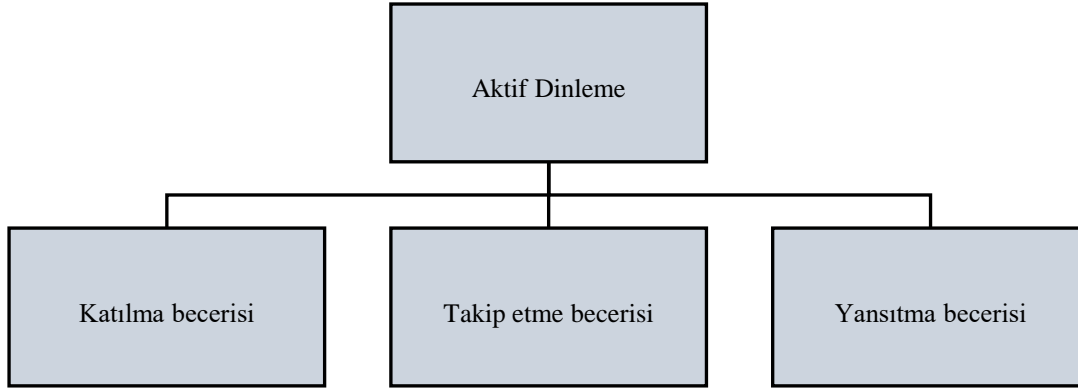 Aktif Dinleme
Katılma becerisi
Takip etme becerisi
Yansıtma becerisi